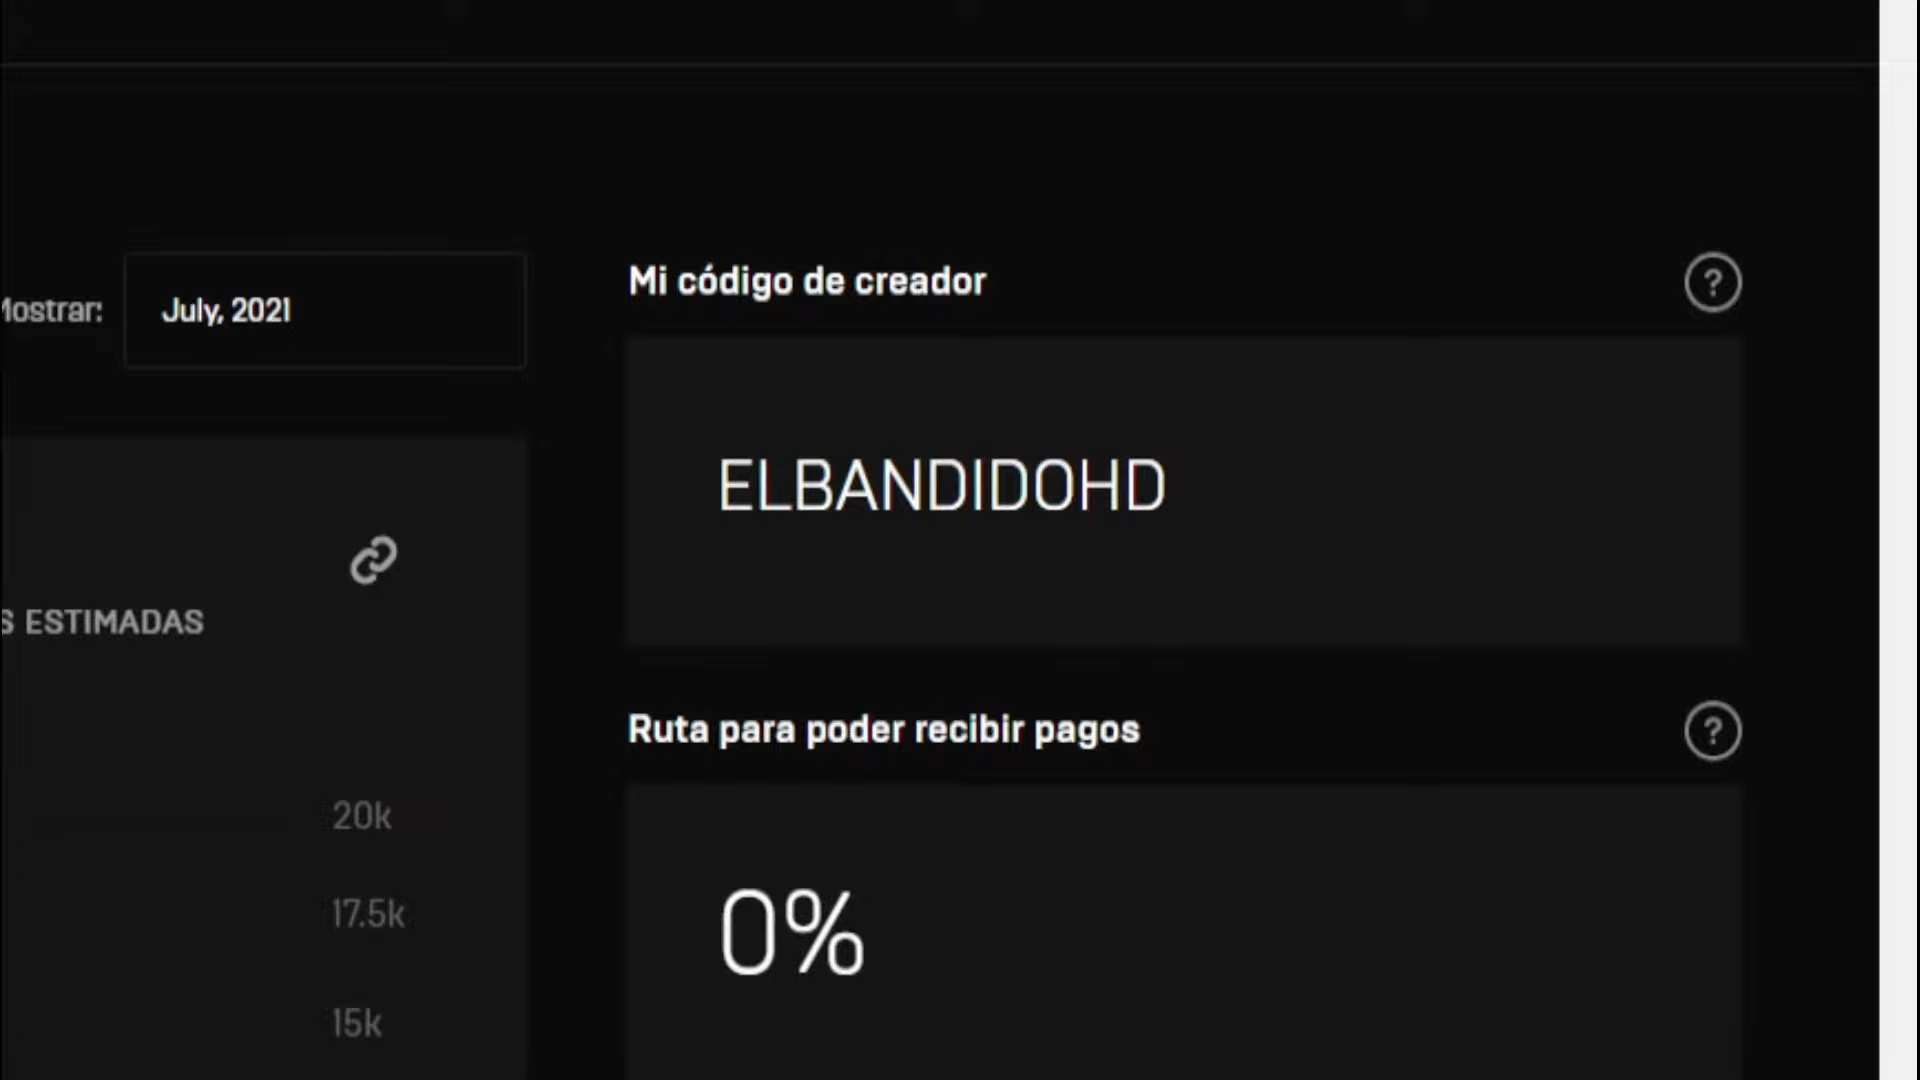 Mostrar:
July, 2021
Mi código de creador
?
ELBANDIDOHD
S ESTIMADAS
Ruta para poder recibir pagos
?
20k
17.5k
15k
0%